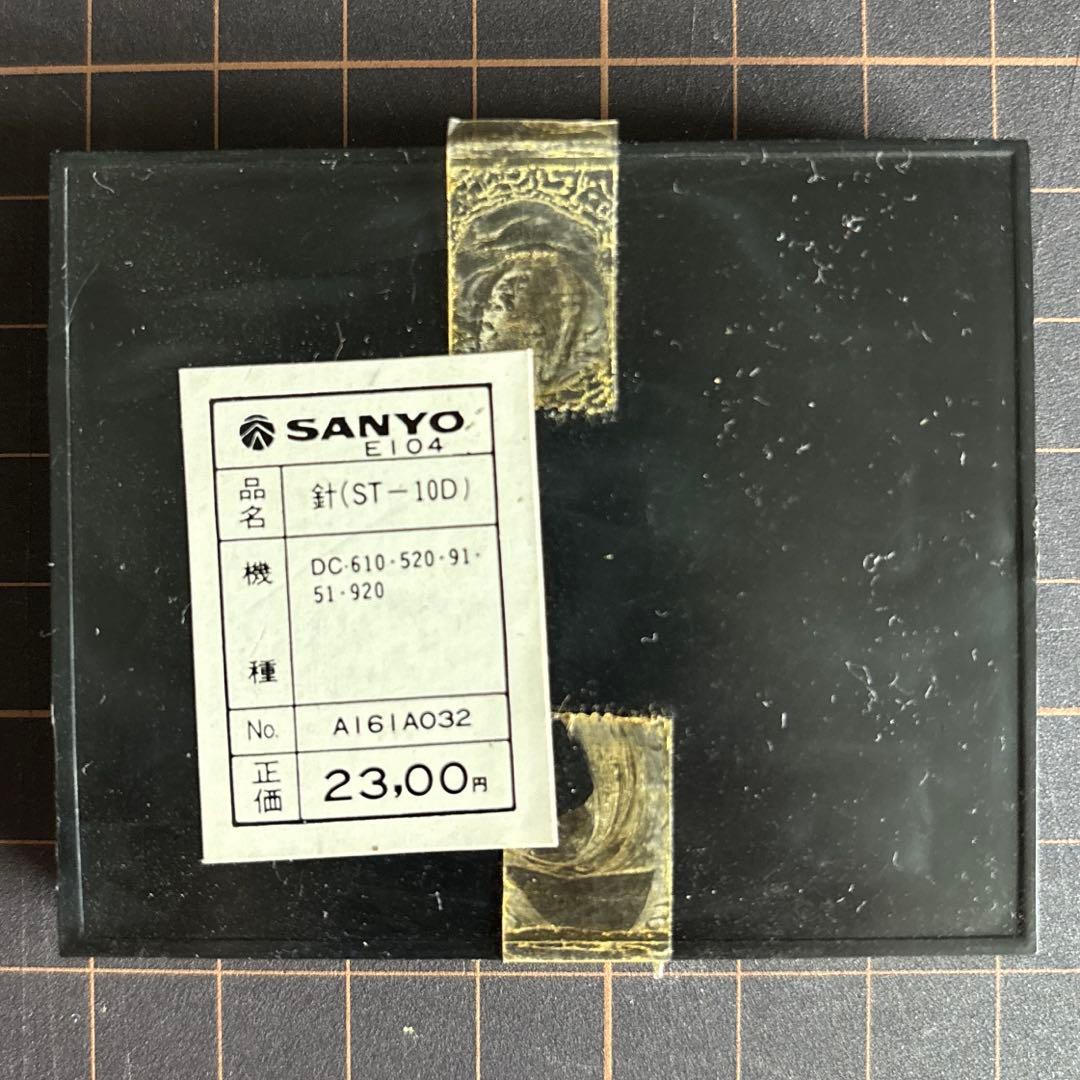 SANYO
E104
品名 針(ST-10D)
機種 DC・610・520・91・
51・920
No. A161A032
正価 23,00円